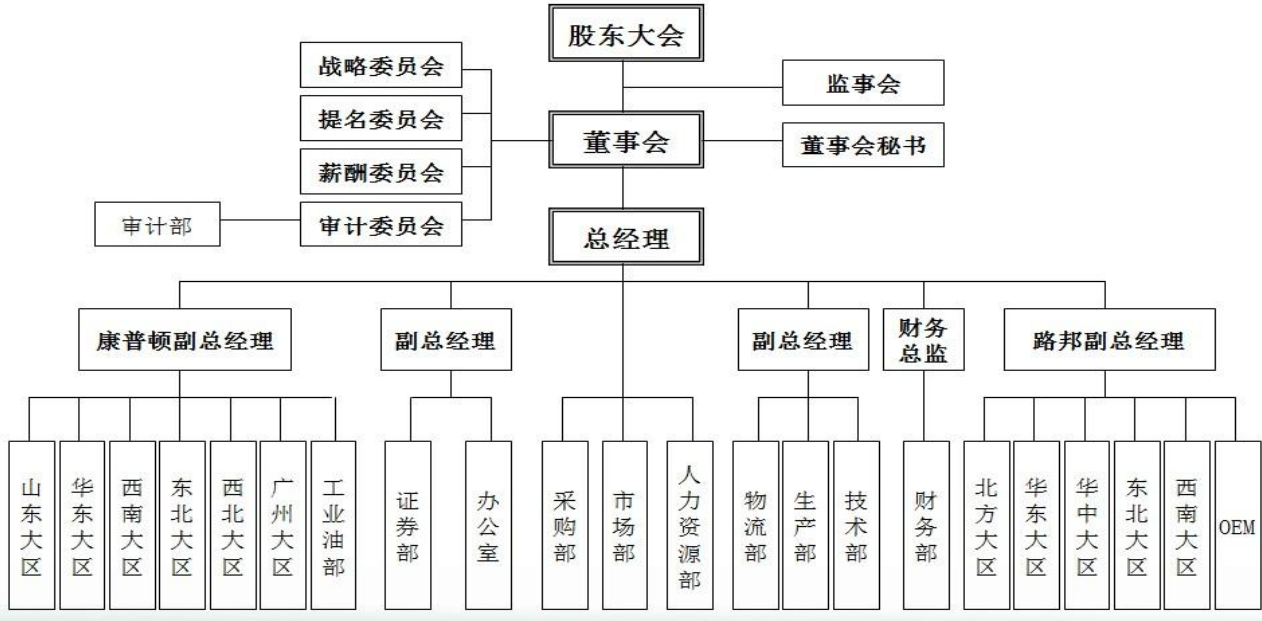 股东大会
战略委员会
监事会
提名委员会
董事会
董事会秘书
薪酬委员会
审计部
审计委员会
总经理
康普顿副总经理
副总经理
副总经理
财务
总监
路邦副总经理
山东大区
华东大区
西南大区
东北大区
西北大区
广州大区
工业油部
证券部
办公室
采购部
市场部
人力资源部
物流部
生产部
技术部
财务部
北方大区
华东大区
华中大区
东北大区
西南大区
OEM